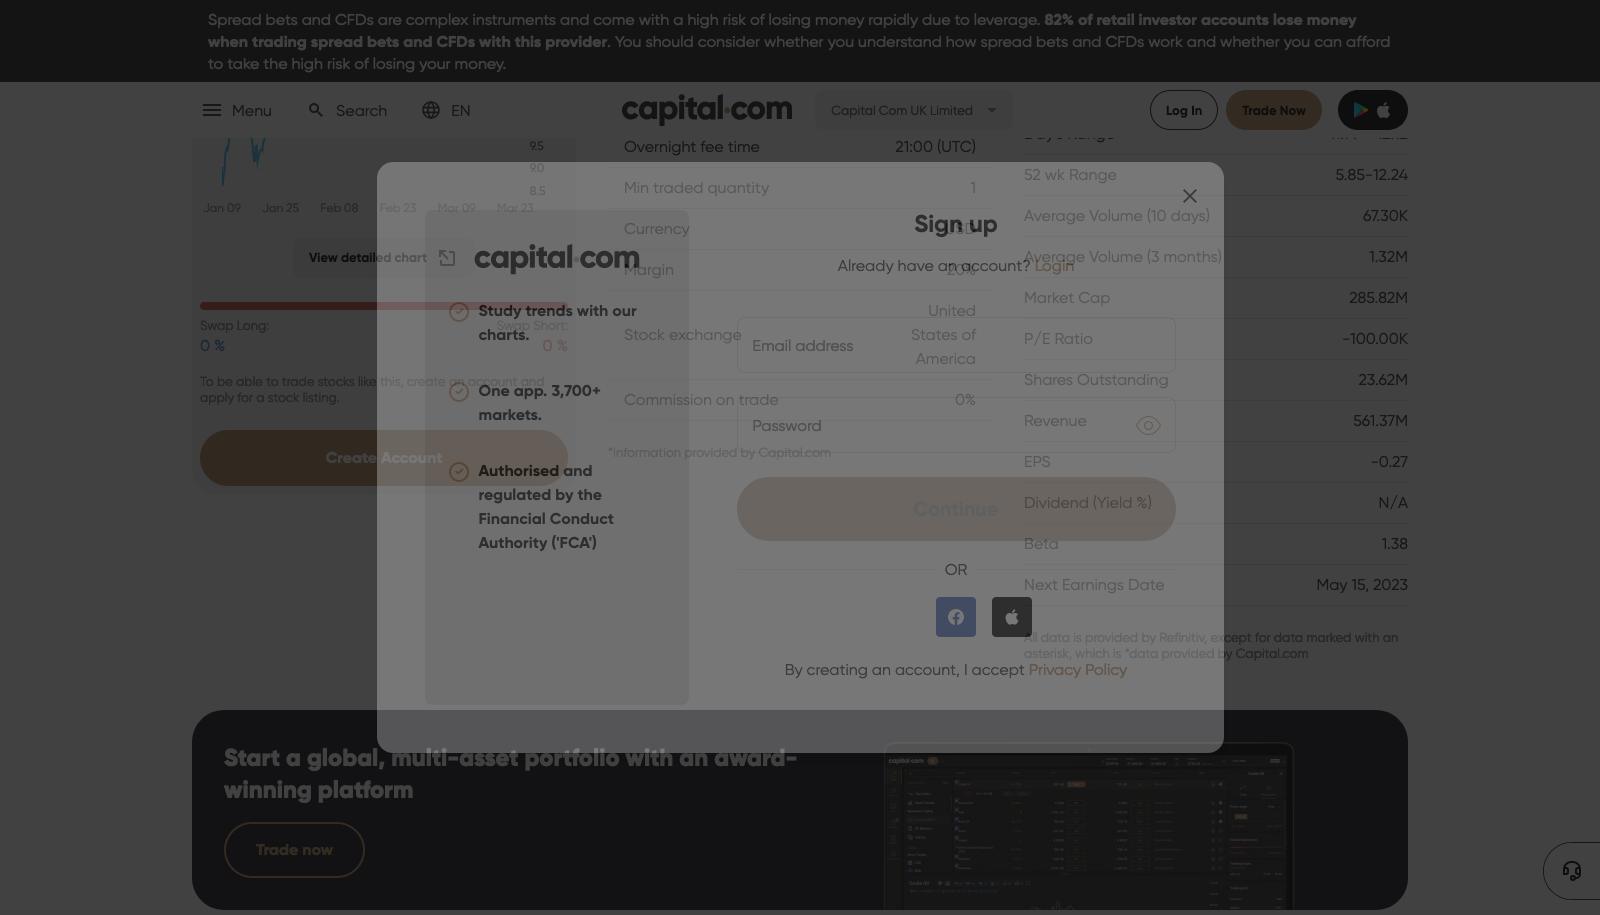 Spread bets and CFDs are complex instruments and come with a high risk of losing money rapidly due to leverage. 82% of retail investor accounts lose money
when trading spread bets and CFDs with this provider. You should consider whether you understand how spread bets and CFDs work and whether you can afford
to take the high risk of losing your money.
Menu
Search
EN
capital.com
Capital Com UK Limited
Log In
Trade Now
9.5
9.0
8.5
Jan 09 Jan 25 Feb 08 Feb 23 Mar 09 Mar 23
View detailed chart
Swap Long:
0 %
Swap Short:
0 %
To be able to trade stocks like this, create an account and
apply for a stock listing.
Create Account
Overnight fee time 21:00 (UTC)
Min traded quantity 1
Currency USD
Margin 20%
Stock exchange
United
States of
America
Commission on trade 0%
*Information provided by Capital.com
52 wk Range 5.85-12.24
Average Volume (10 days) 67.30K
Average Volume (3 months) 1.32M
Market Cap 285.82M
P/E Ratio -100.00K
Shares Outstanding 23.62M
Revenue 561.37M
EPS -0.27
Dividend (Yield %) N/A
Beta 1.38
Next Earnings Date May 15, 2023
All data is provided by Refinitiv, except for data marked with an
asterisk, which is *data provided by Capital.com
capital.com
Study trends with our
charts.
One app. 3,700+
markets.
Authorised and
regulated by the
Financial Conduct
Authority ('FCA')
Sign up
Already have an account? Login
Email address
Password
Continue
OR
By creating an account, I accept Privacy Policy
Start a global, multi-asset portfolio with an award-
winning platform
Trade now
capital.com